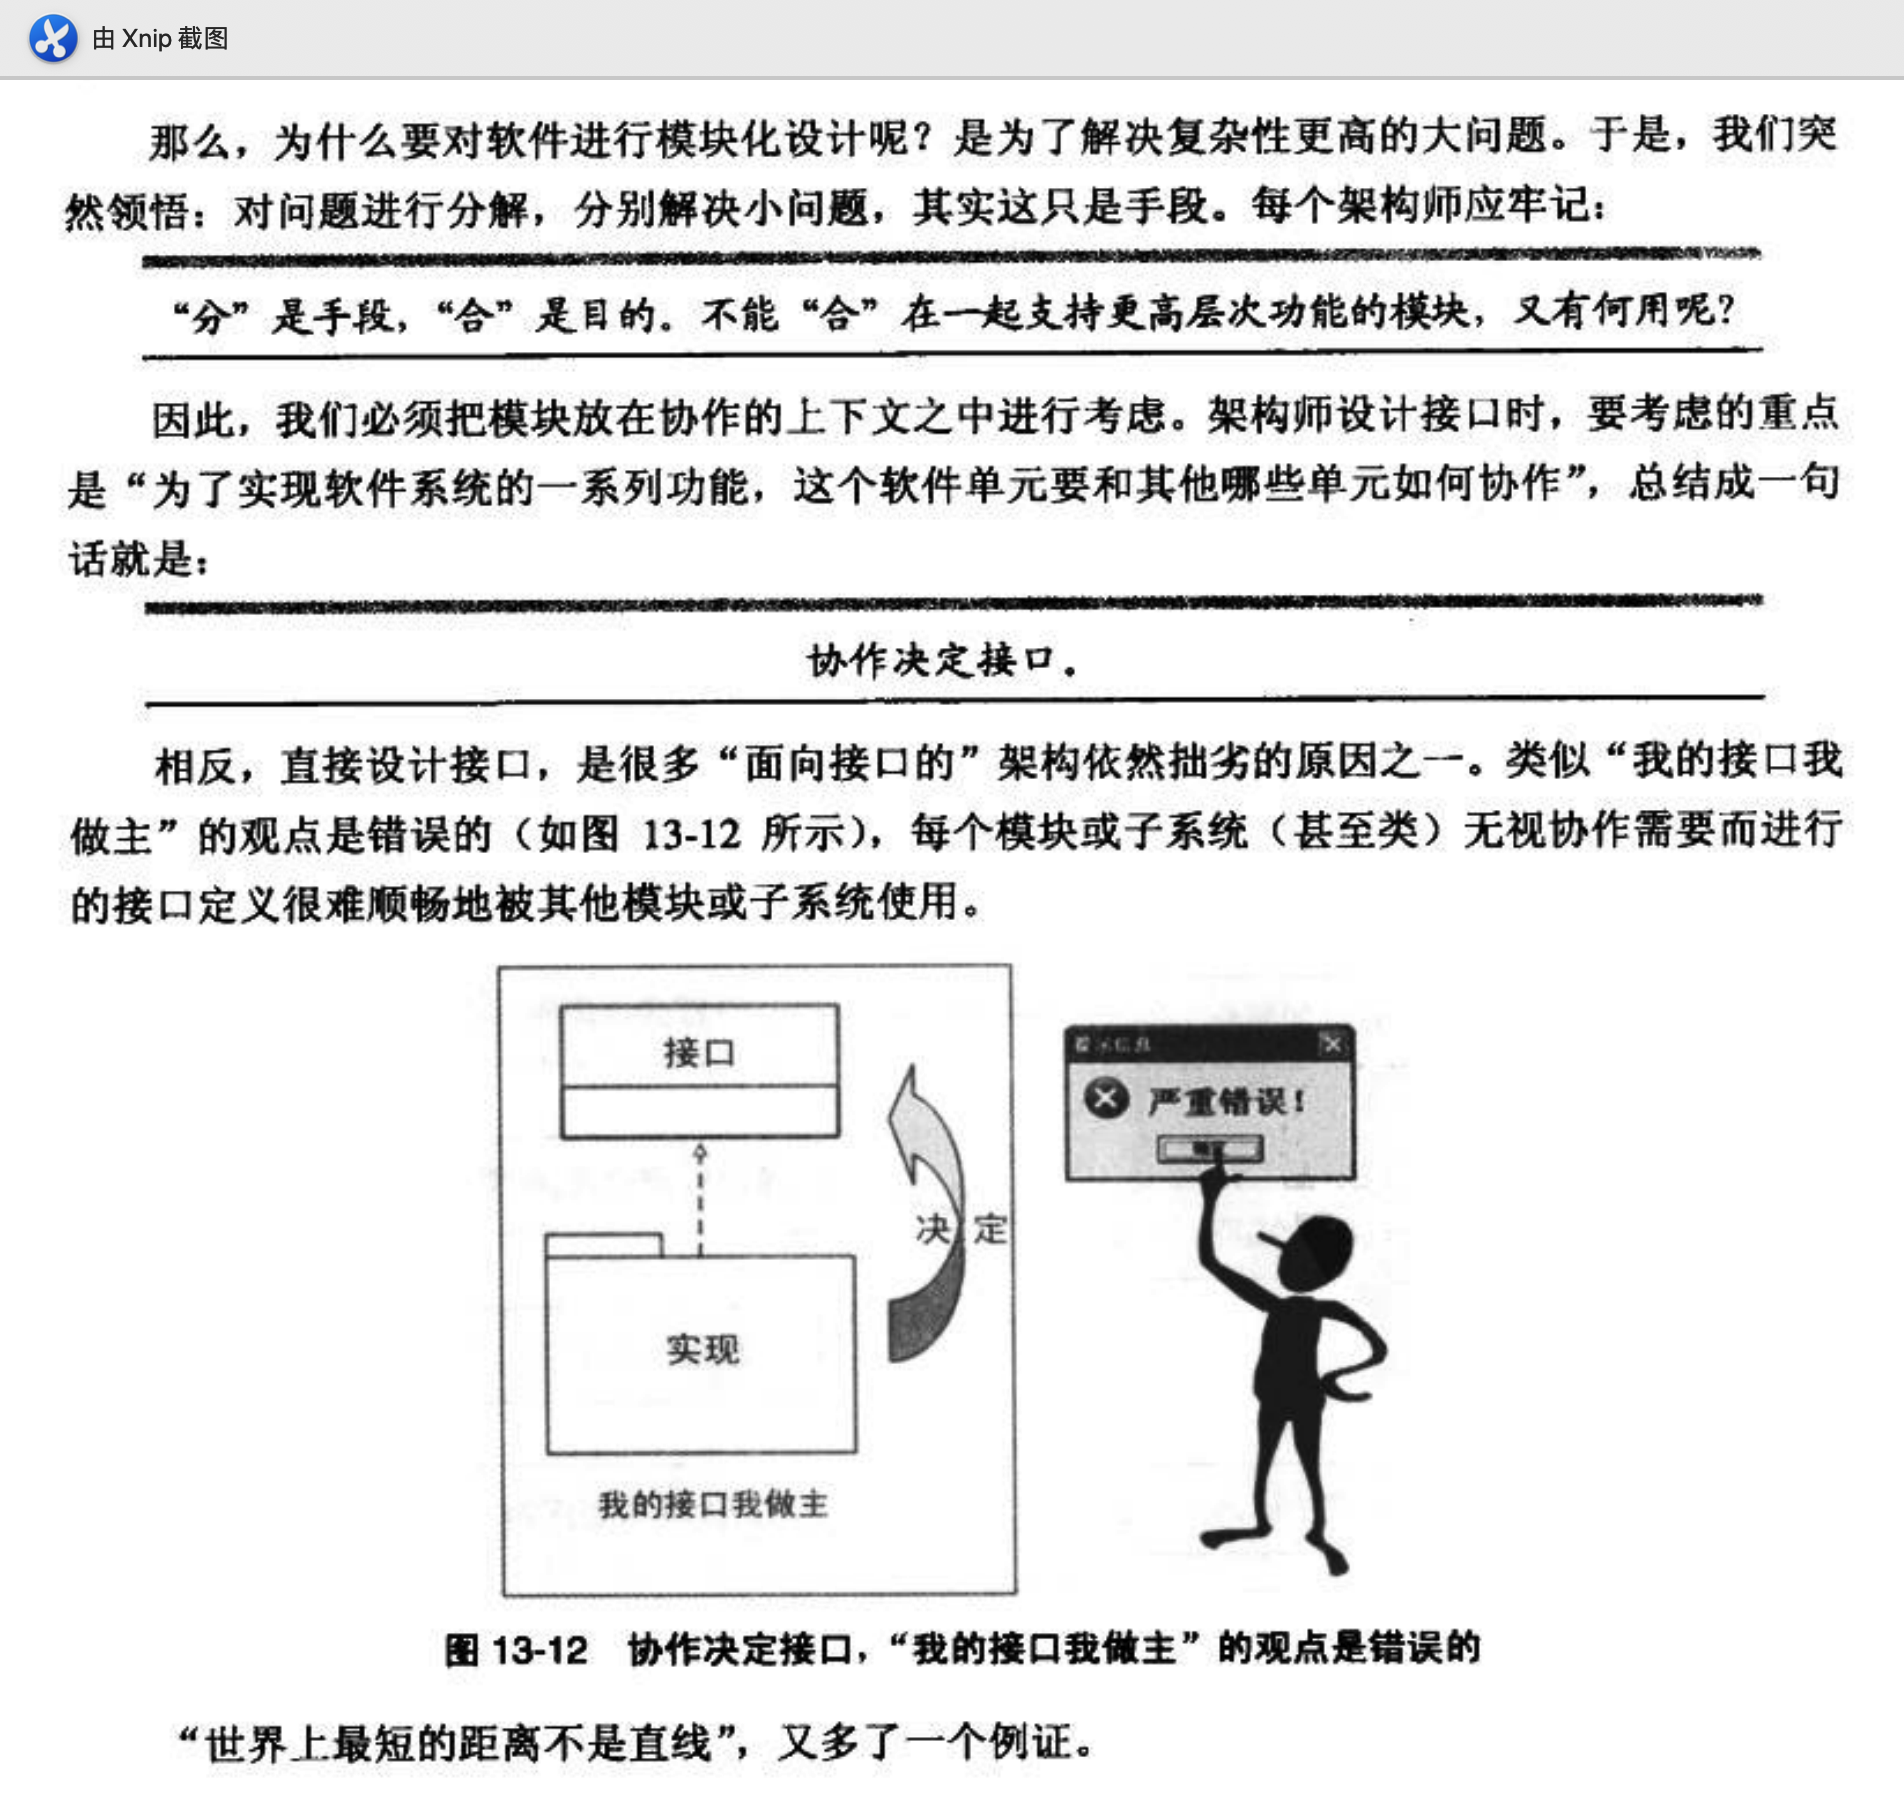 由 Xnip 截图
那么，为什么要对软件进行模块化设计呢？是为了解决复杂性更高的大问题。于是，我们突
然领悟：对问题进行分解，分别解决小问题，其实这只是手段。每个架构师应牢记：
“分”是手段，“合”是目的。不能“合”在一起支持更高层次功能的模块，又有何用呢？
因此，我们必须把模块放在协作的上下文之中进行考虑。架构师设计接口时，要考虑的重点
是“为了实现软件系统的一系列功能，这个软件单元要和其他哪些单元如何协作”，总结成一句
话就是：
协作决定接口。
相反，直接设计接口，是很多“面向接口的”架构依然拙劣的原因之一。类似“我的接口我
做主”的观点是错误的（如图 13-12 所示），每个模块或子系统（甚至类）无视协作需要而进行
的接口定义很难顺畅地被其他模块或子系统使用。
接口
决定
实现
我的接口我做主
提示信息
严重错误！
图 13-12 协作决定接口，“我的接口我做主”的观点是错误的
“世界上最短的距离不是直线”，又多了一个例证。